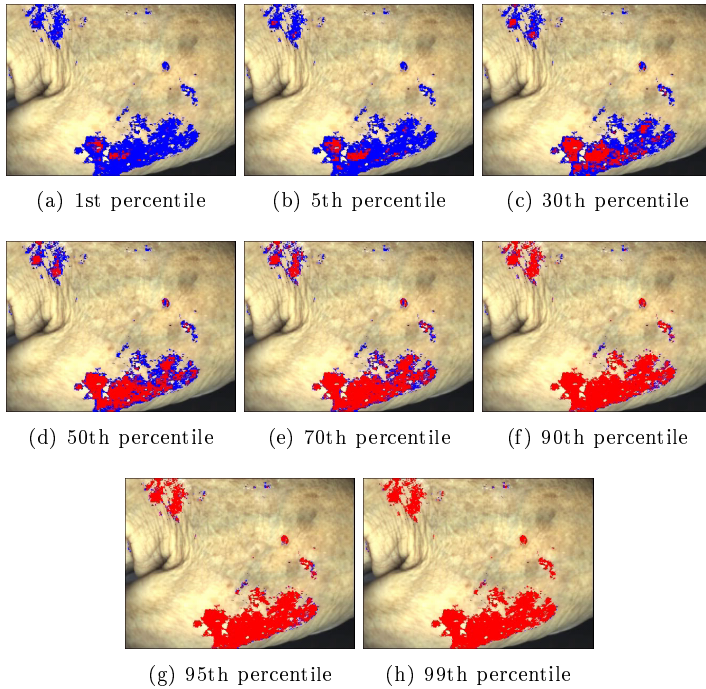 (a) 1st percentile
(b) 5th percentile
(c) 30th percentile
(d) 50th percentile
(e) 70th percentile
(f) 90th percentile
(g) 95th percentile
(h) 99th percentile